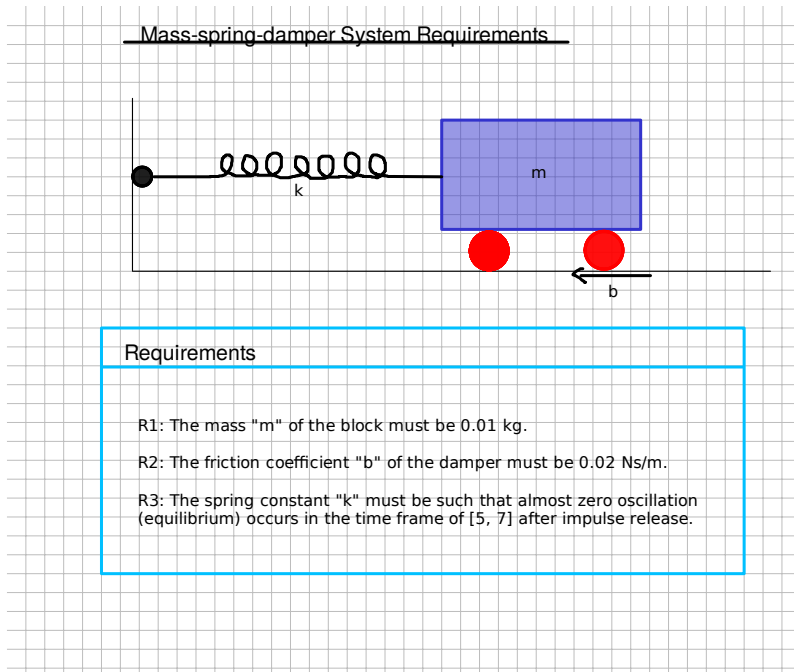 Mass-spring-damper System Requirements
m
k
b
Requirements
R1: The mass "m" of the block must be 0.01 kg.
R2: The friction coefficient "b" of the damper must be 0.02 Ns/m.
R3: The spring constant "k" must be such that almost zero oscillation
(equilibrium) occurs in the time frame of [5, 7] after impulse release.